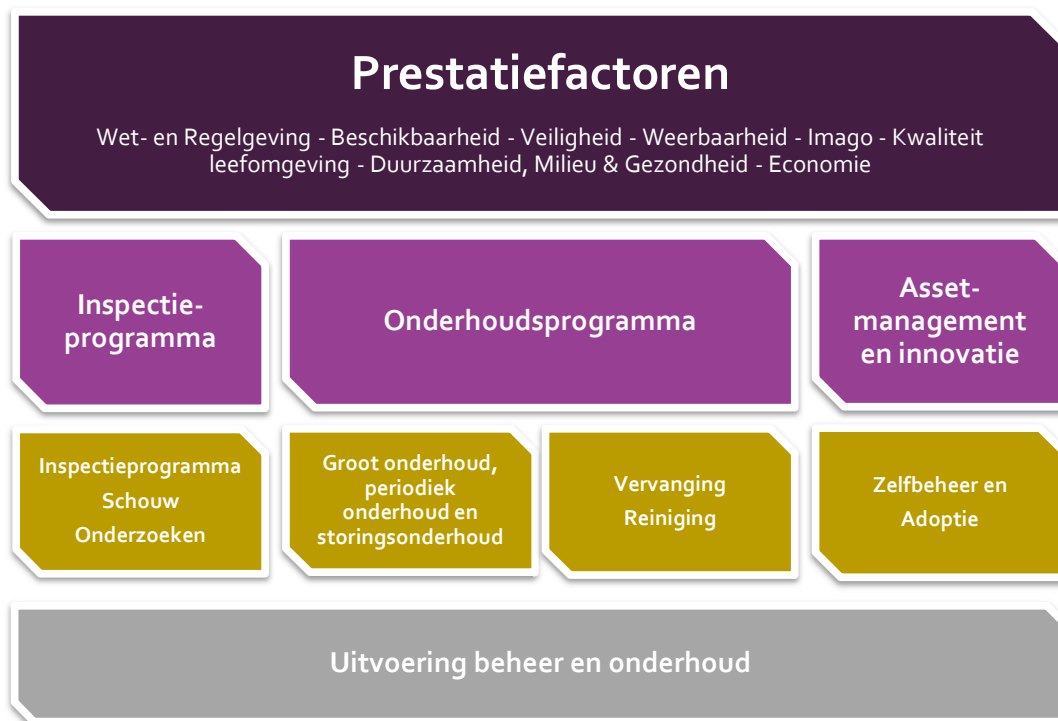 Prestatiefactoren
Wet- en Regelgeving - Beschikbaarheid - Veiligheid - Weerbaarheid - Imago - Kwaliteit
leefomgeving - Duurzaamheid, Milieu & Gezondheid - Economie
Inspectie-
programma
Onderhoudsprogramma
Asset-
management
en innovatie
Inspectieprogramma
Schouw
Onderzoeken
Groot onderhoud,
periodiek
onderhoud en
storingsonderhoud
Vervanging
Reiniging
Zelfbeheer en
Adoptie
Uitvoering beheer en onderhoud